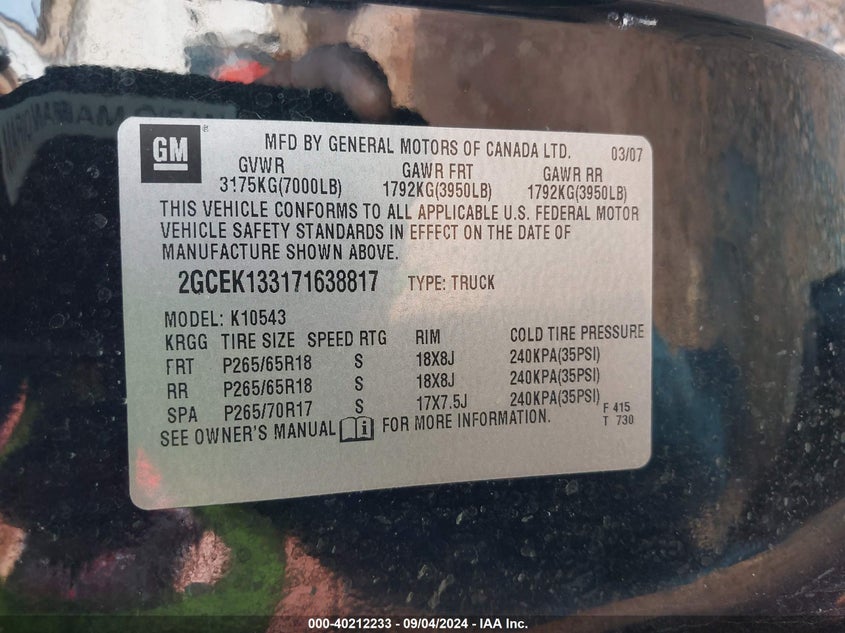 GM
MFD BY GENERAL MOTORS OF CANADA LTD. 03/07
GVWR GAWR FRT GAWR RR
3175KG(7000LB) 1792KG(3950LB) 1792KG(3950LB)
THIS VEHICLE CONFORMS TO ALL APPLICABLE U.S. FEDERAL MOTOR
VEHICLE SAFETY STANDARDS IN EFFECT ON THE DATE OF
MANUFACTURE SHOWN ABOVE.
2GCEK133171638817 TYPE: TRUCK
MODEL: K10543
KRGG TIRE SIZE SPEED RTG RIM COLD TIRE PRESSURE
FRT P265/65R18 S 18X8J 240KPA(35PSI)
RR P265/65R18 S 18X8J 240KPA(35PSI)
SPA P265/70R17 S 17X7.5J 240KPA(35PSI)
F 415
SEE OWNER'S MANUAL i FOR MORE INFORMATION. T 730
000-40212233 - 09/04/2024 - IAA Inc.